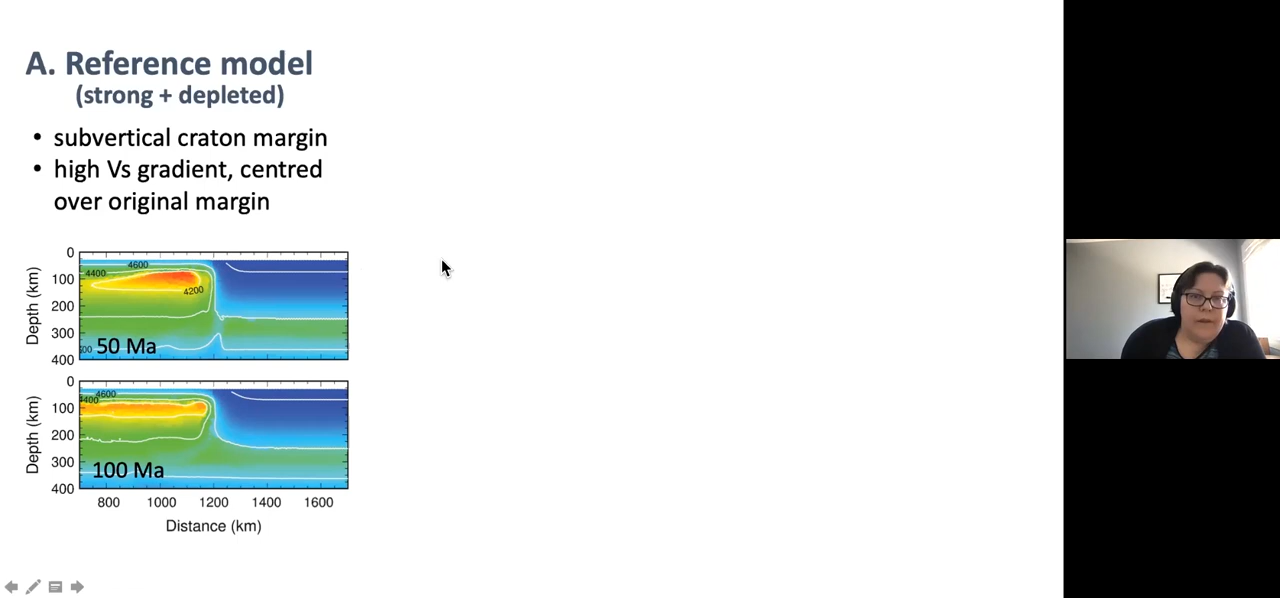 A. Reference model
(strong + depleted)
• subvertical craton margin
• high Vs gradient, centred
over original margin
0
100
200
300
400
Depth (km)
4600
4400
4200
50 Ma
0
100
200
300
400
Depth (km)
4600
4400
100 Ma
800 1000 1200 1400 1600
Distance (km)